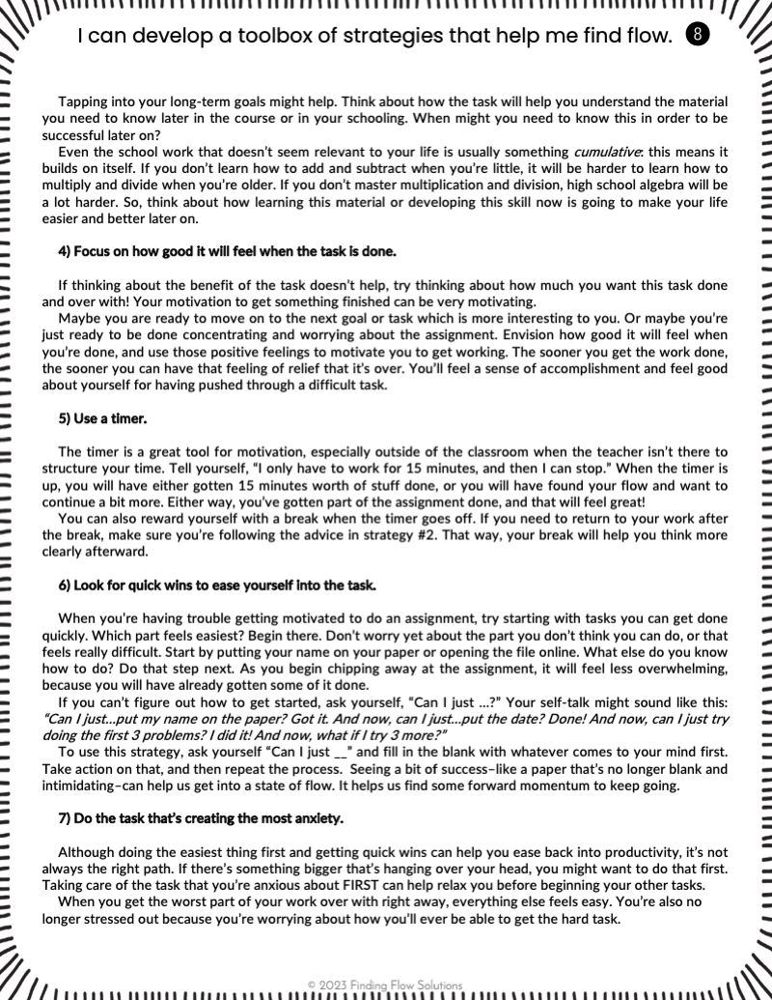 I can develop a toolbox of strategies that help me find flow. 8
Tapping into your long-term goals might help. Think about how the task will help you understand the material
you need to know later in the course or in your schooling. When might you need to know this in order to be
successful later on?
Even the school work that doesn't seem relevant to your life is usually something cumulative: this means it
builds on itself. If you don't learn how to add and subtract when you're little, it will be harder to learn how to
multiply and divide when you're older. If you don't master multiplication and division, high school algebra will be
a lot harder. So, think about how learning this material or developing this skill now is going to make your life
easier and better later on.
4) Focus on how good it will feel when the task is done.
If thinking about the benefit of the task doesn't help, try thinking about how much you want this task done
and over with! Your motivation to get something finished can be very motivating.
Maybe you are ready to move on to the next goal or task which is more interesting to you. Or maybe you're
just ready to be done concentrating and worrying about the assignment. Envision how good it will feel when
you're done, and use those positive feelings to motivate you to get working. The sooner you get the work done,
the sooner you can have that feeling of relief that it's over. You'll feel a sense of accomplishment and feel good
about yourself for having pushed through a difficult task.
5) Use a timer.
The timer is a great tool for motivation, especially outside of the classroom when the teacher isn't there to
structure your time. Tell yourself, "I only have to work for 15 minutes, and then I can stop." When the timer is
up, you will have either gotten 15 minutes worth of stuff done, or you will have found your flow and want to
continue a bit more. Either way, you've gotten part of the assignment done, and that will feel great!
You can also reward yourself with a break when the timer goes off. If you need to return to your work after
the break, make sure you're following the advice in strategy #2. That way, your break will help you think more
clearly afterward.
6) Look for quick wins to ease yourself into the task.
When you're having trouble getting motivated to do an assignment, try starting with tasks you can get done
quickly. Which part feels easiest? Begin there. Don't worry yet about the part you don't think you can do, or that
feels really difficult. Start by putting your name on your paper or opening the file online. What else do you know
how to do? Do that step next. As you begin chipping away at the assignment, it will feel less overwhelming,
because you will have already gotten some of it done.
If you can't figure out how to get started, ask yourself, "Can I just ...?" Your self-talk might sound like this:
"Can I just...put my name on the paper? Got it. And now, can I just...put the date? Done! And now, can I just try
doing the first 3 problems? I did it! And now, what if I try 3 more?"
To use this strategy, ask yourself "Can I just __" and fill in the blank with whatever comes to your mind first.
Take action on that, and then repeat the process. Seeing a bit of success–like a paper that's no longer blank and
intimidating–can help us get into a state of flow. It helps us find some forward momentum to keep going.
7) Do the task that's creating the most anxiety.
Although doing the easiest thing first and getting quick wins can help you ease back into productivity, it's not
always the right path. If there's something bigger that's hanging over your head, you might want to do that first.
Taking care of the task that you're anxious about FIRST can help relax you before beginning your other tasks.
When you get the worst part of your work over with right away, everything else feels easy. You're also no
longer stressed out because you're worrying about how you'll ever be able to get the hard task.
© 2023 Finding Flow Solutions